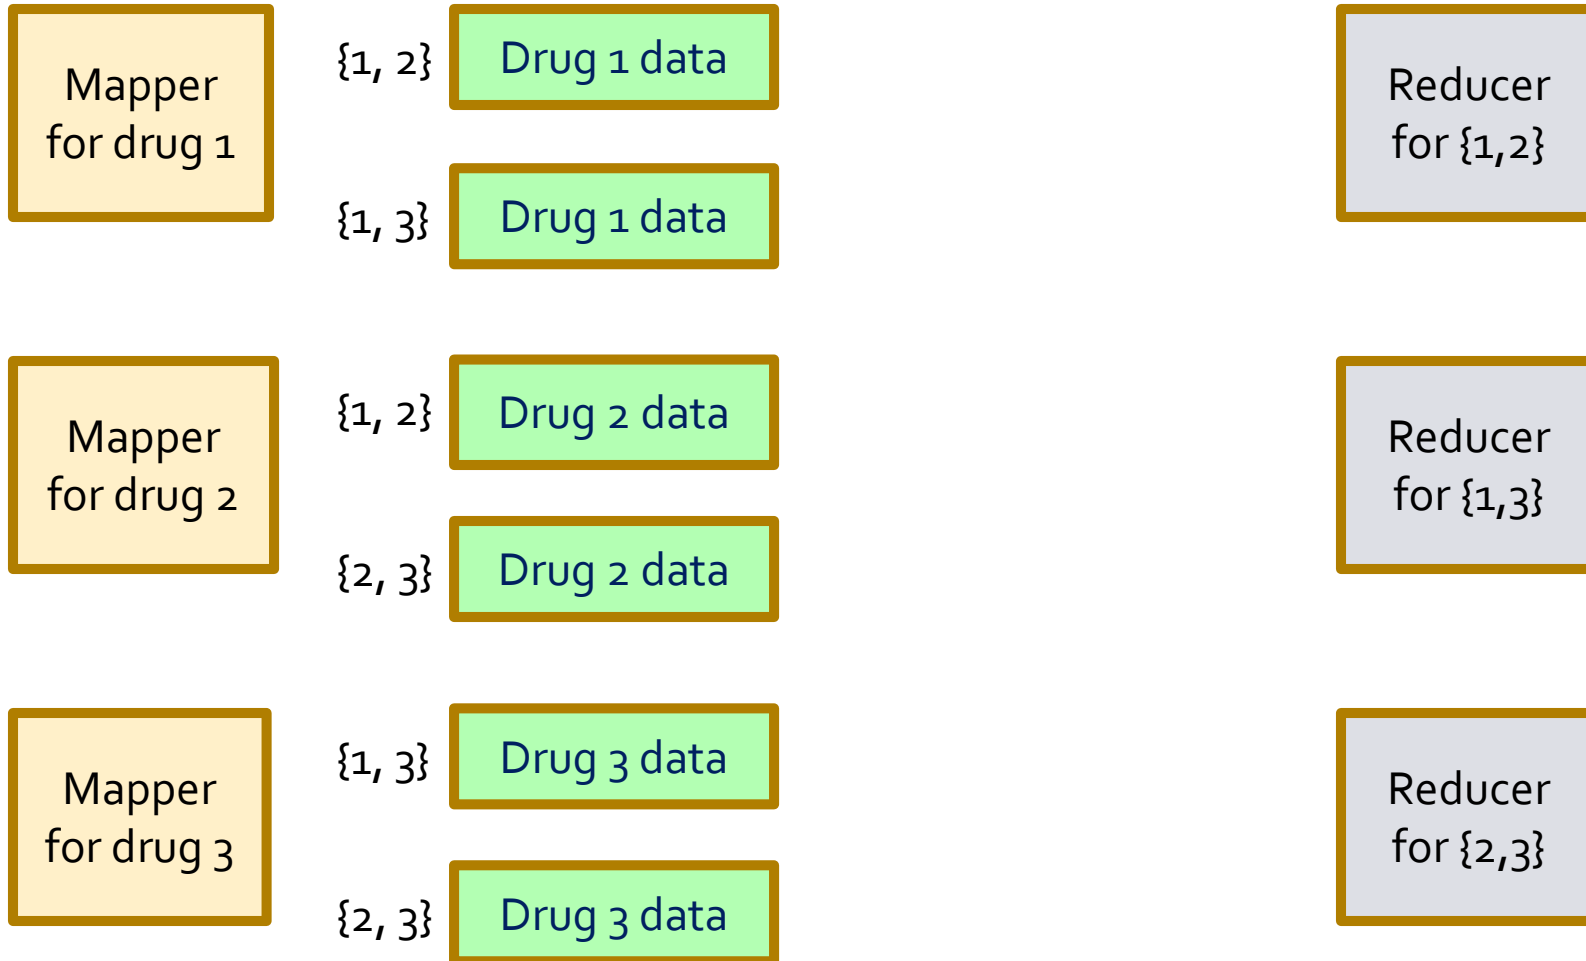 Mapper
for drug 1
{1, 2}
Drug 1 data
{1, 3}
Drug 1 data
Reducer
for {1,2}
Mapper
for drug 2
{1, 2}
Drug 2 data
{2, 3}
Drug 2 data
Reducer
for {1,3}
Mapper
for drug 3
{1, 3}
Drug 3 data
{2, 3}
Drug 3 data
Reducer
for {2,3}